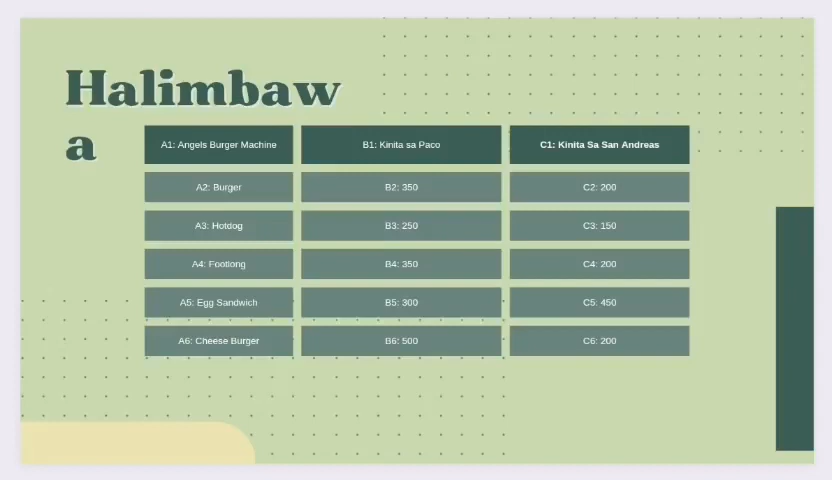 Halimbaw
a
A1: Angels Burger Machine B1: Kinita sa Paco C1: Kinita Sa San Andreas
A2: Burger B2: 350 C2: 200
A3: Hotdog B3: 250 C3: 150
A4: Footlong B4: 350 C4: 200
A5: Egg Sandwich B5: 300 C5: 450
A6: Cheese Burger B6: 500 C6: 200